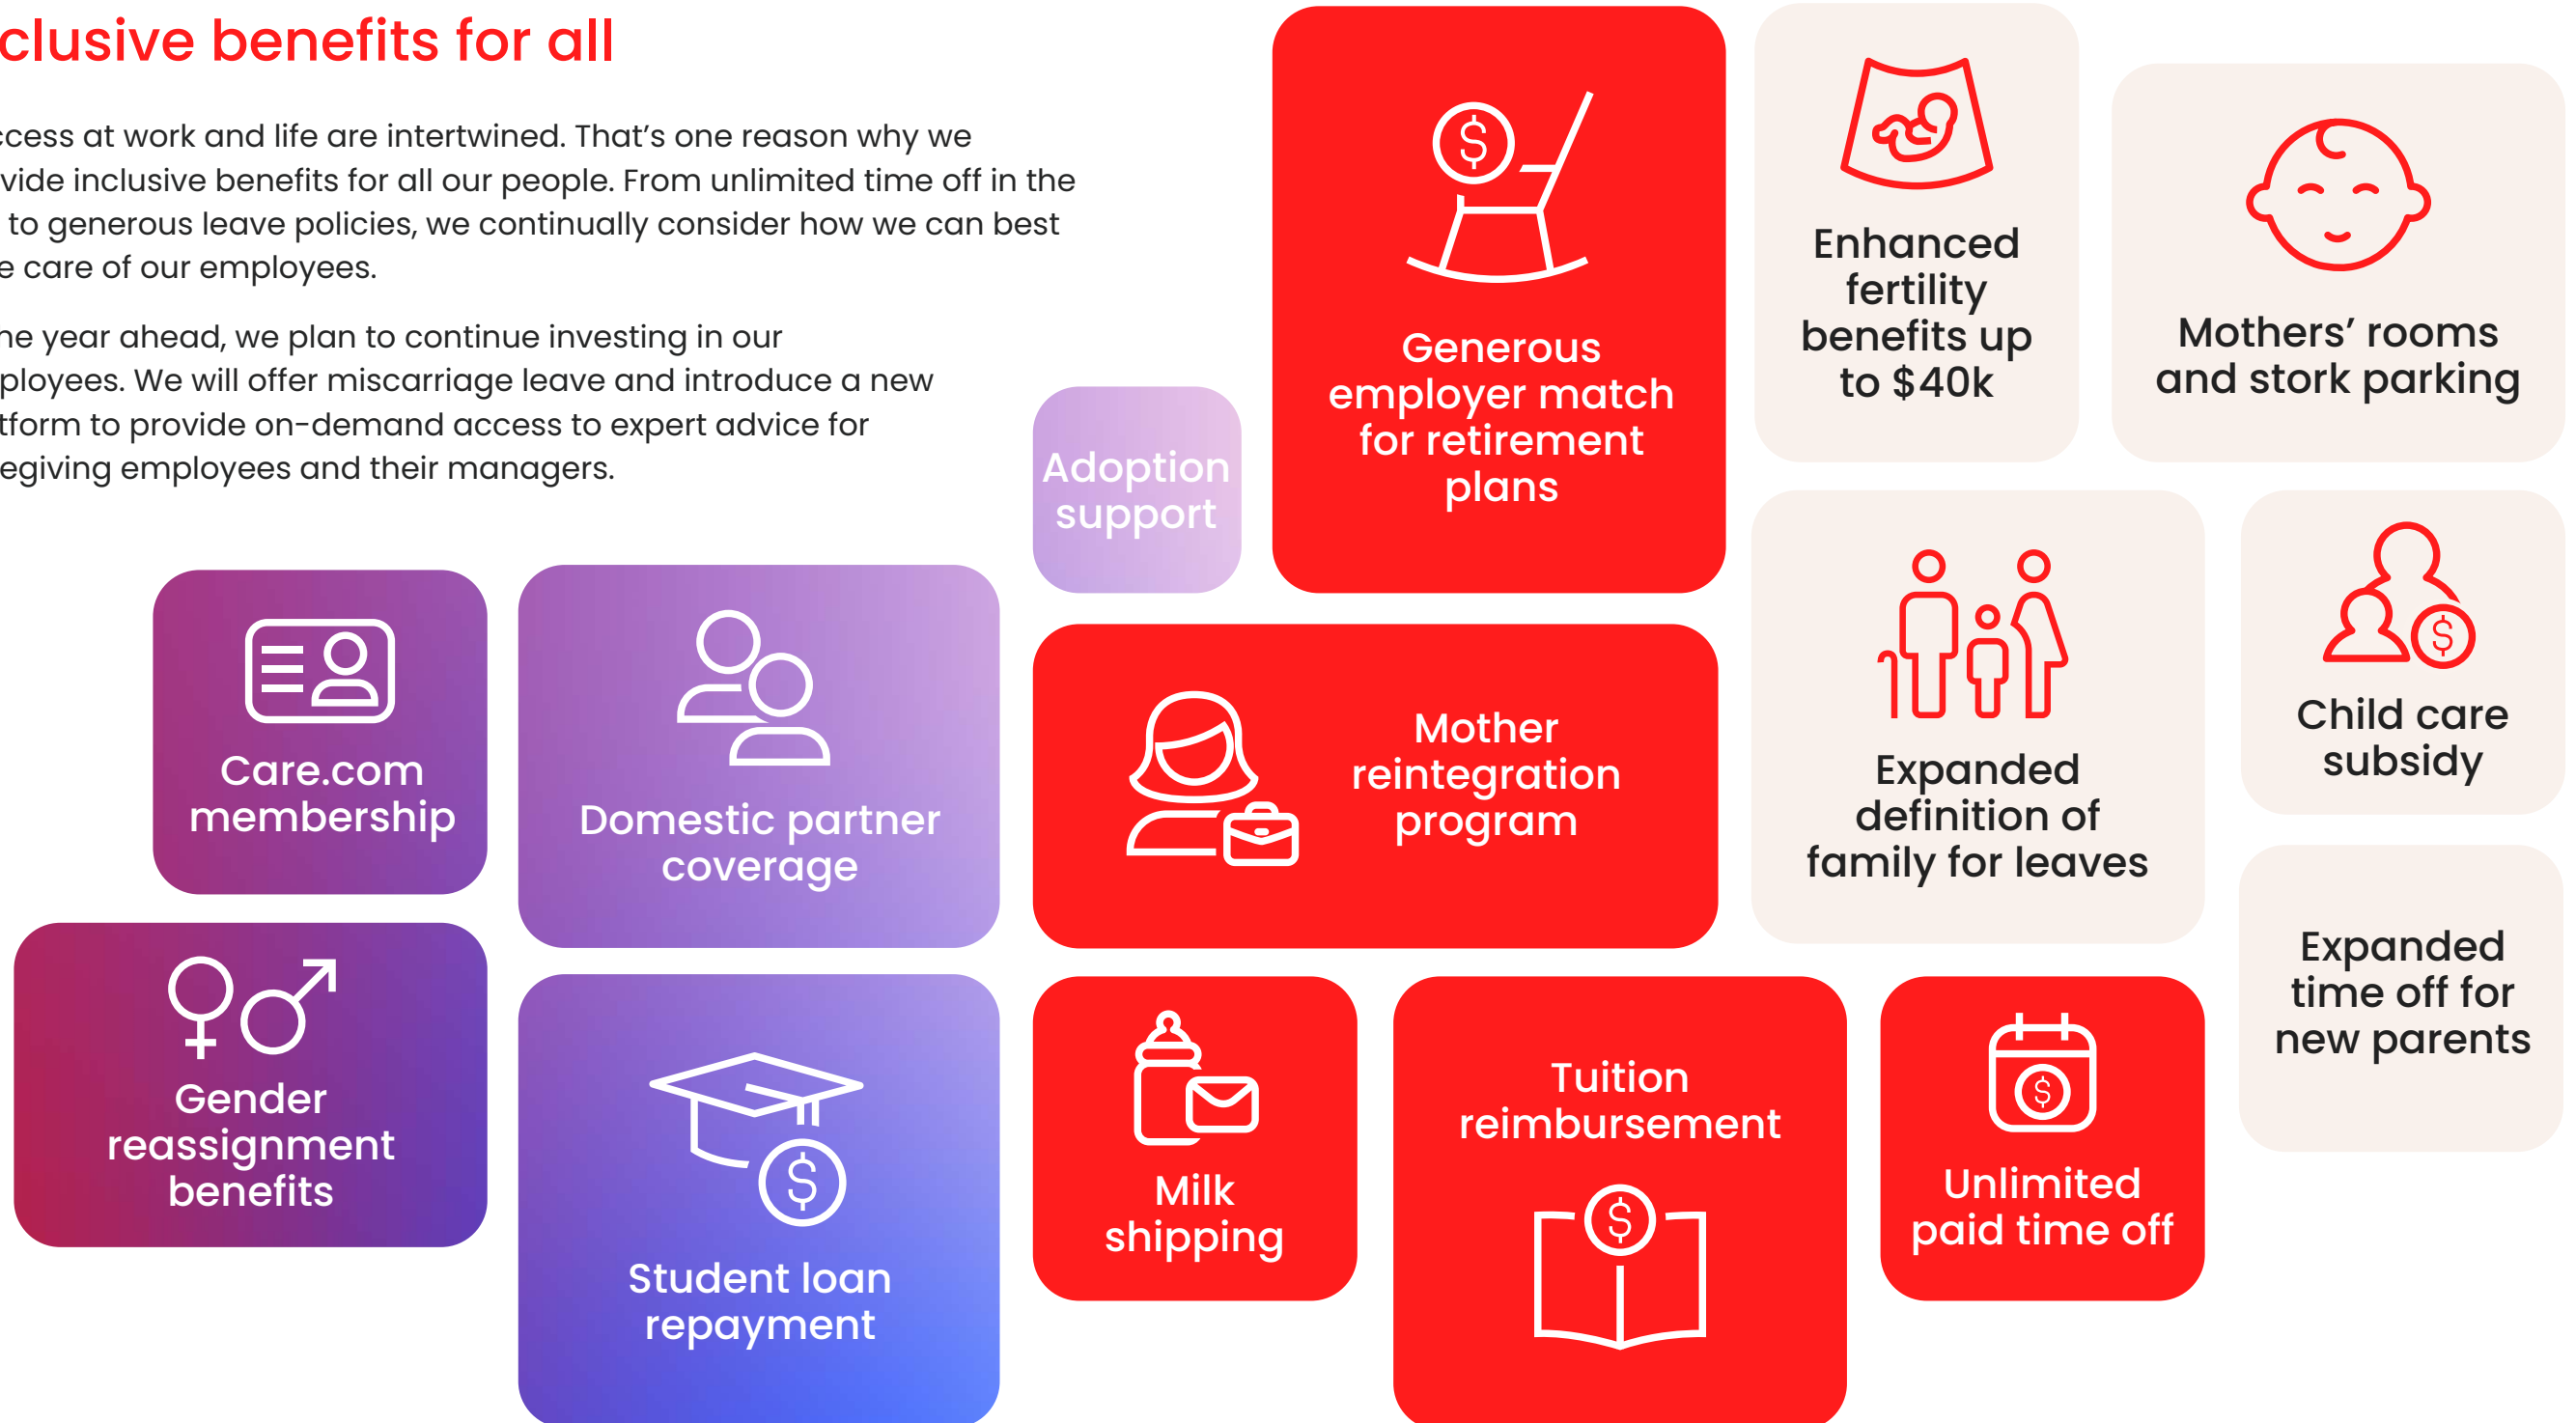 clusive benefits for all
ccess at work and life are intertwined. That’s one reason why we
vide inclusive benefits for all our people. From unlimited time off in the
to generous leave policies, we continually consider how we can best
e care of our employees.
ne year ahead, we plan to continue investing in our
ployees. We will offer miscarriage leave and introduce a new
tform to provide on-demand access to expert advice for
egiving employees and their managers.
Adoption
support
Generous
employer match
for retirement
plans
Enhanced
fertility
benefits up
to $40k
Mothers’ rooms
and stork parking
Care.com
membership
Domestic partner
coverage
Mother
reintegration
program
Expanded
definition of
family for leaves
Child care
subsidy
Gender
reassignment
benefits
Student loan
repayment
Milk
shipping
Tuition
reimbursement
Unlimited
paid time off
Expanded
time off for
new parents